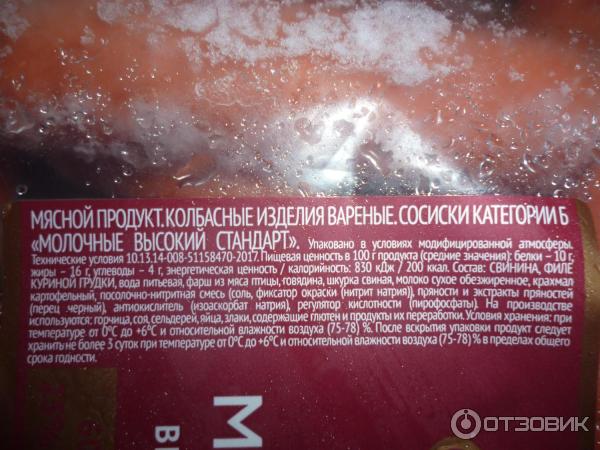 МЯСНОЙ ПРОДУКТ. КОЛБАСНЫЕ ИЗДЕЛИЯ ВАРЕНЫЕ. СОСИСКИ КАТЕГОРИИ Б
«МОЛОЧНЫЕ ВЫСОКИЙ СТАНДАРТ». Упаковано в условиях модифицированной атмосферы.
Технические условия 10.13.14-008-51158470-2017. Пищевая ценность в 100 г продукта (средние значения): белки – 10 г,
жиры – 16 г, углеводы – 4 г, энергетическая ценность / калорийность: 830 кДж / 200 ккал. Состав: СВИНИНА, ФИЛЕ
КУРИНОЙ ГРУДКИ, вода питьевая, фарш из мяса птицы, говядина, шкурка свиная, молоко сухое обезжиренное, крахмал
картофельный, посолочно-нитритная смесь (соль, фиксатор окраски (нитрит натрия)), пряности и экстракты пряностей
(перец черный), антиокислитель (изоаскорбат натрия), регулятор кислотности (пирофосфаты). На производстве
используются: горчица, соя, сельдерей, яйца, злаки, содержащие глютен и продукты их переработки. Условия хранения: при
температуре от 0°С до +6°С и относительной влажности воздуха (75-78) %. После вскрытия упаковки продукт следует
хранить не более 3 суток при температуре от 0°С до +6°С и относительной влажности воздуха (75-78) % в пределах общего
срока годности.
М
ОТЗОВИК